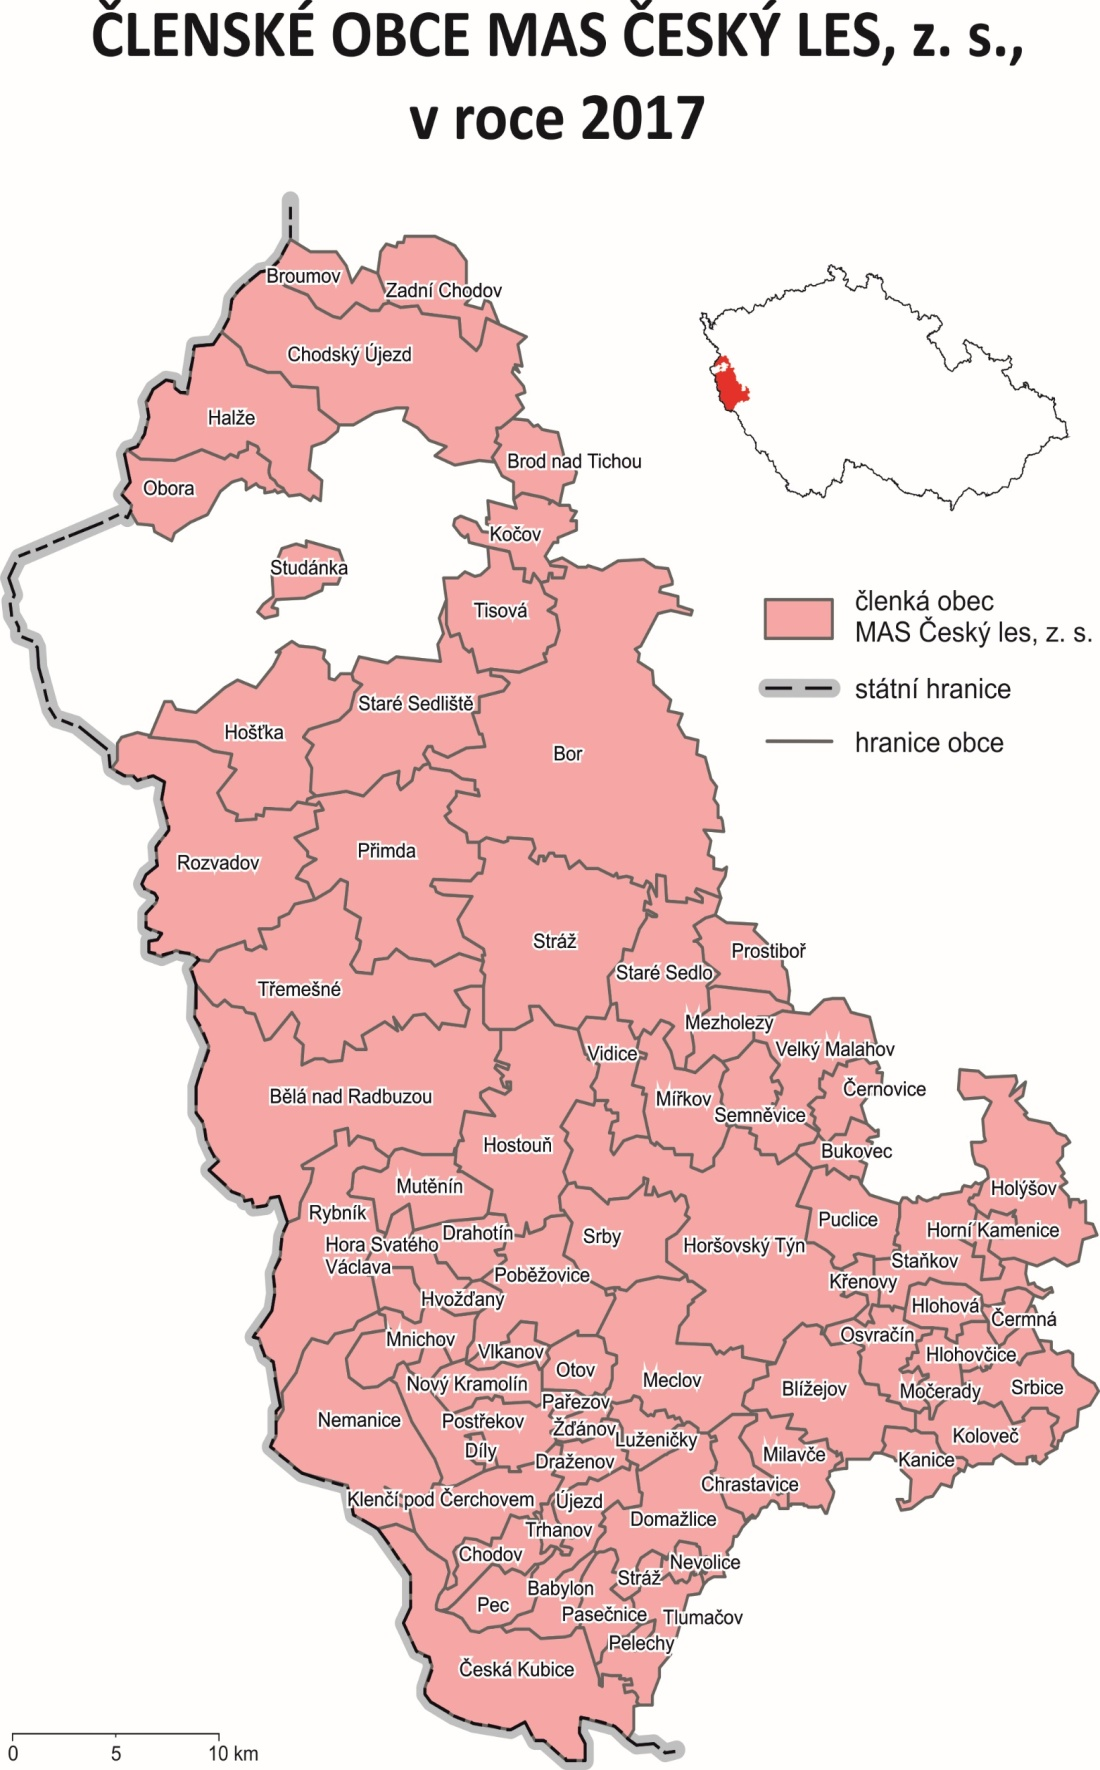 ČLENSKÉ OBCE MAS ČESKÝ LES, z. s.,
v roce 2017
Broumov
Zadní Chodov
Chodský Újezd
Halže
Brod nad Tichou
Obora
Kočov
Studánka
Tisová
členká obec
MAS Český les, z. s.
státní hranice
hranice obce
Staré Sedliště
Hošťka
Bor
Přimda
Rozvadov
Stráž
Prostiboř
Staré Sedlo
Třemešné
Mezholezy
Velký Malahov
Vidice
Černovice
Bělá nad Radbuzou
Mířkov
Semněvice
Hostouň
Bukovec
Mutěnín
Holýšov
Rybník
Puclice
Horní Kamenice
Drahotín
Srby
Hora Svatého
Václava
Horšovský Týn
Staňkov
Poběžovice
Křenovy
Hvožďany
Hlohová
Čermná
Mnichov
Osvračín
Vlkanov
Hlohovčice
Otov
Meclov
Nový Kramolín
Blížejov
Močerady
Srbice
Pařezov
Nemanice
Postřekov
Žďánov
Luženičky
Koloveč
Díly
Milavče
Draženov
Kanice
Chrastavice
Klenčí pod Čerchovem
Újezd
Domažlice
Trhanov
Chodov
Nevolice
Stráž
Babylon
Pec
Pasečnice
Tlumačov
Pelechy
Česká Kubice
0 5 10 km